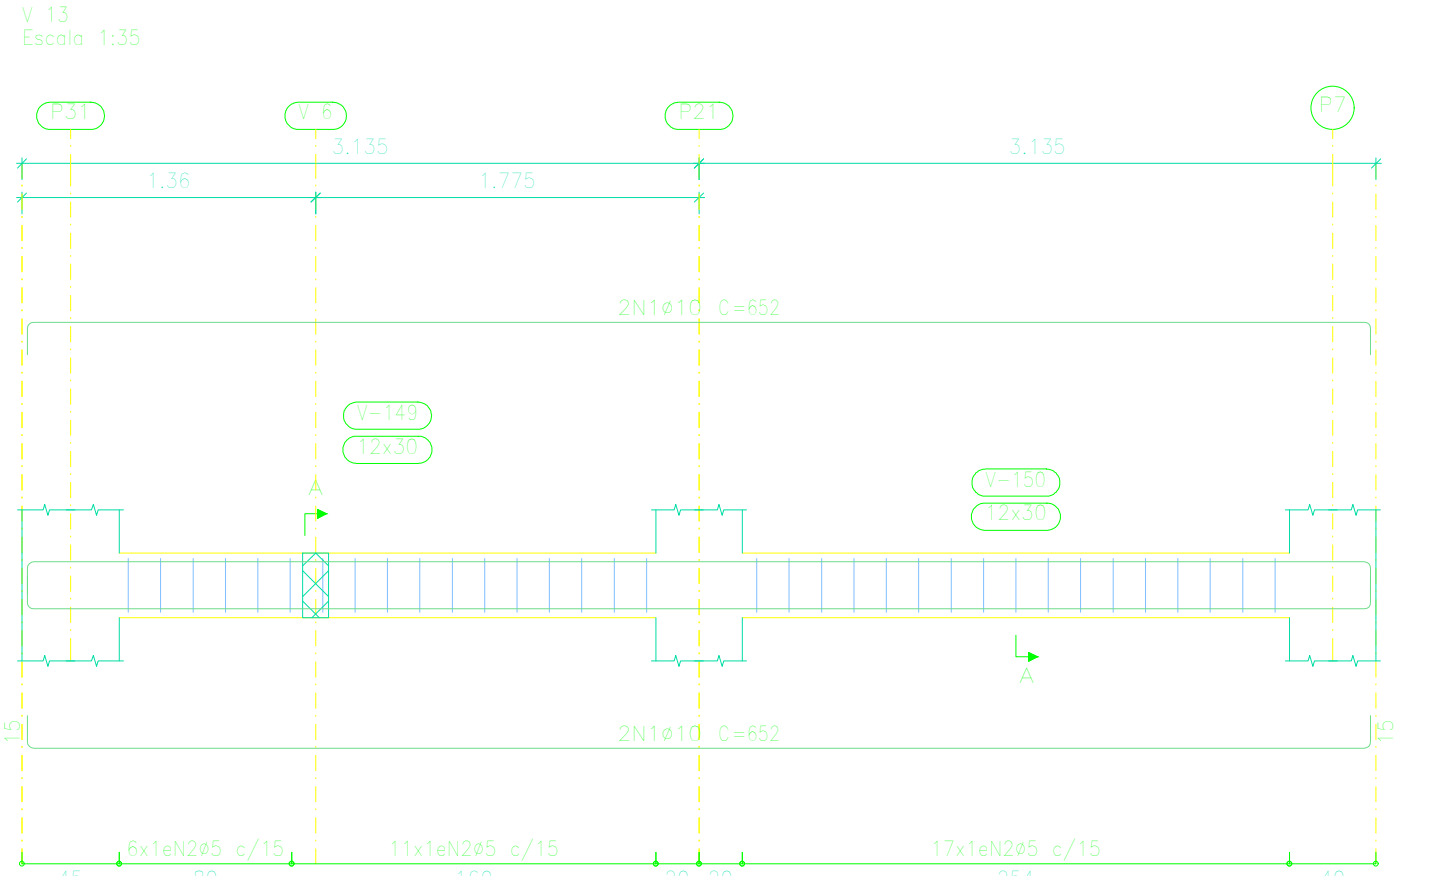 V 13
Escala 1:35
P31
V 6
P21
P7
3.135
3.135
1.36
1.775
2N1ø10 C=652
V-149
12x30
V-150
12x30
A
A
15
2N1ø10 C=652
15
6x1eN2ø5 c/15
11x1eN2ø5 c/15
17x1eN2ø5 c/15